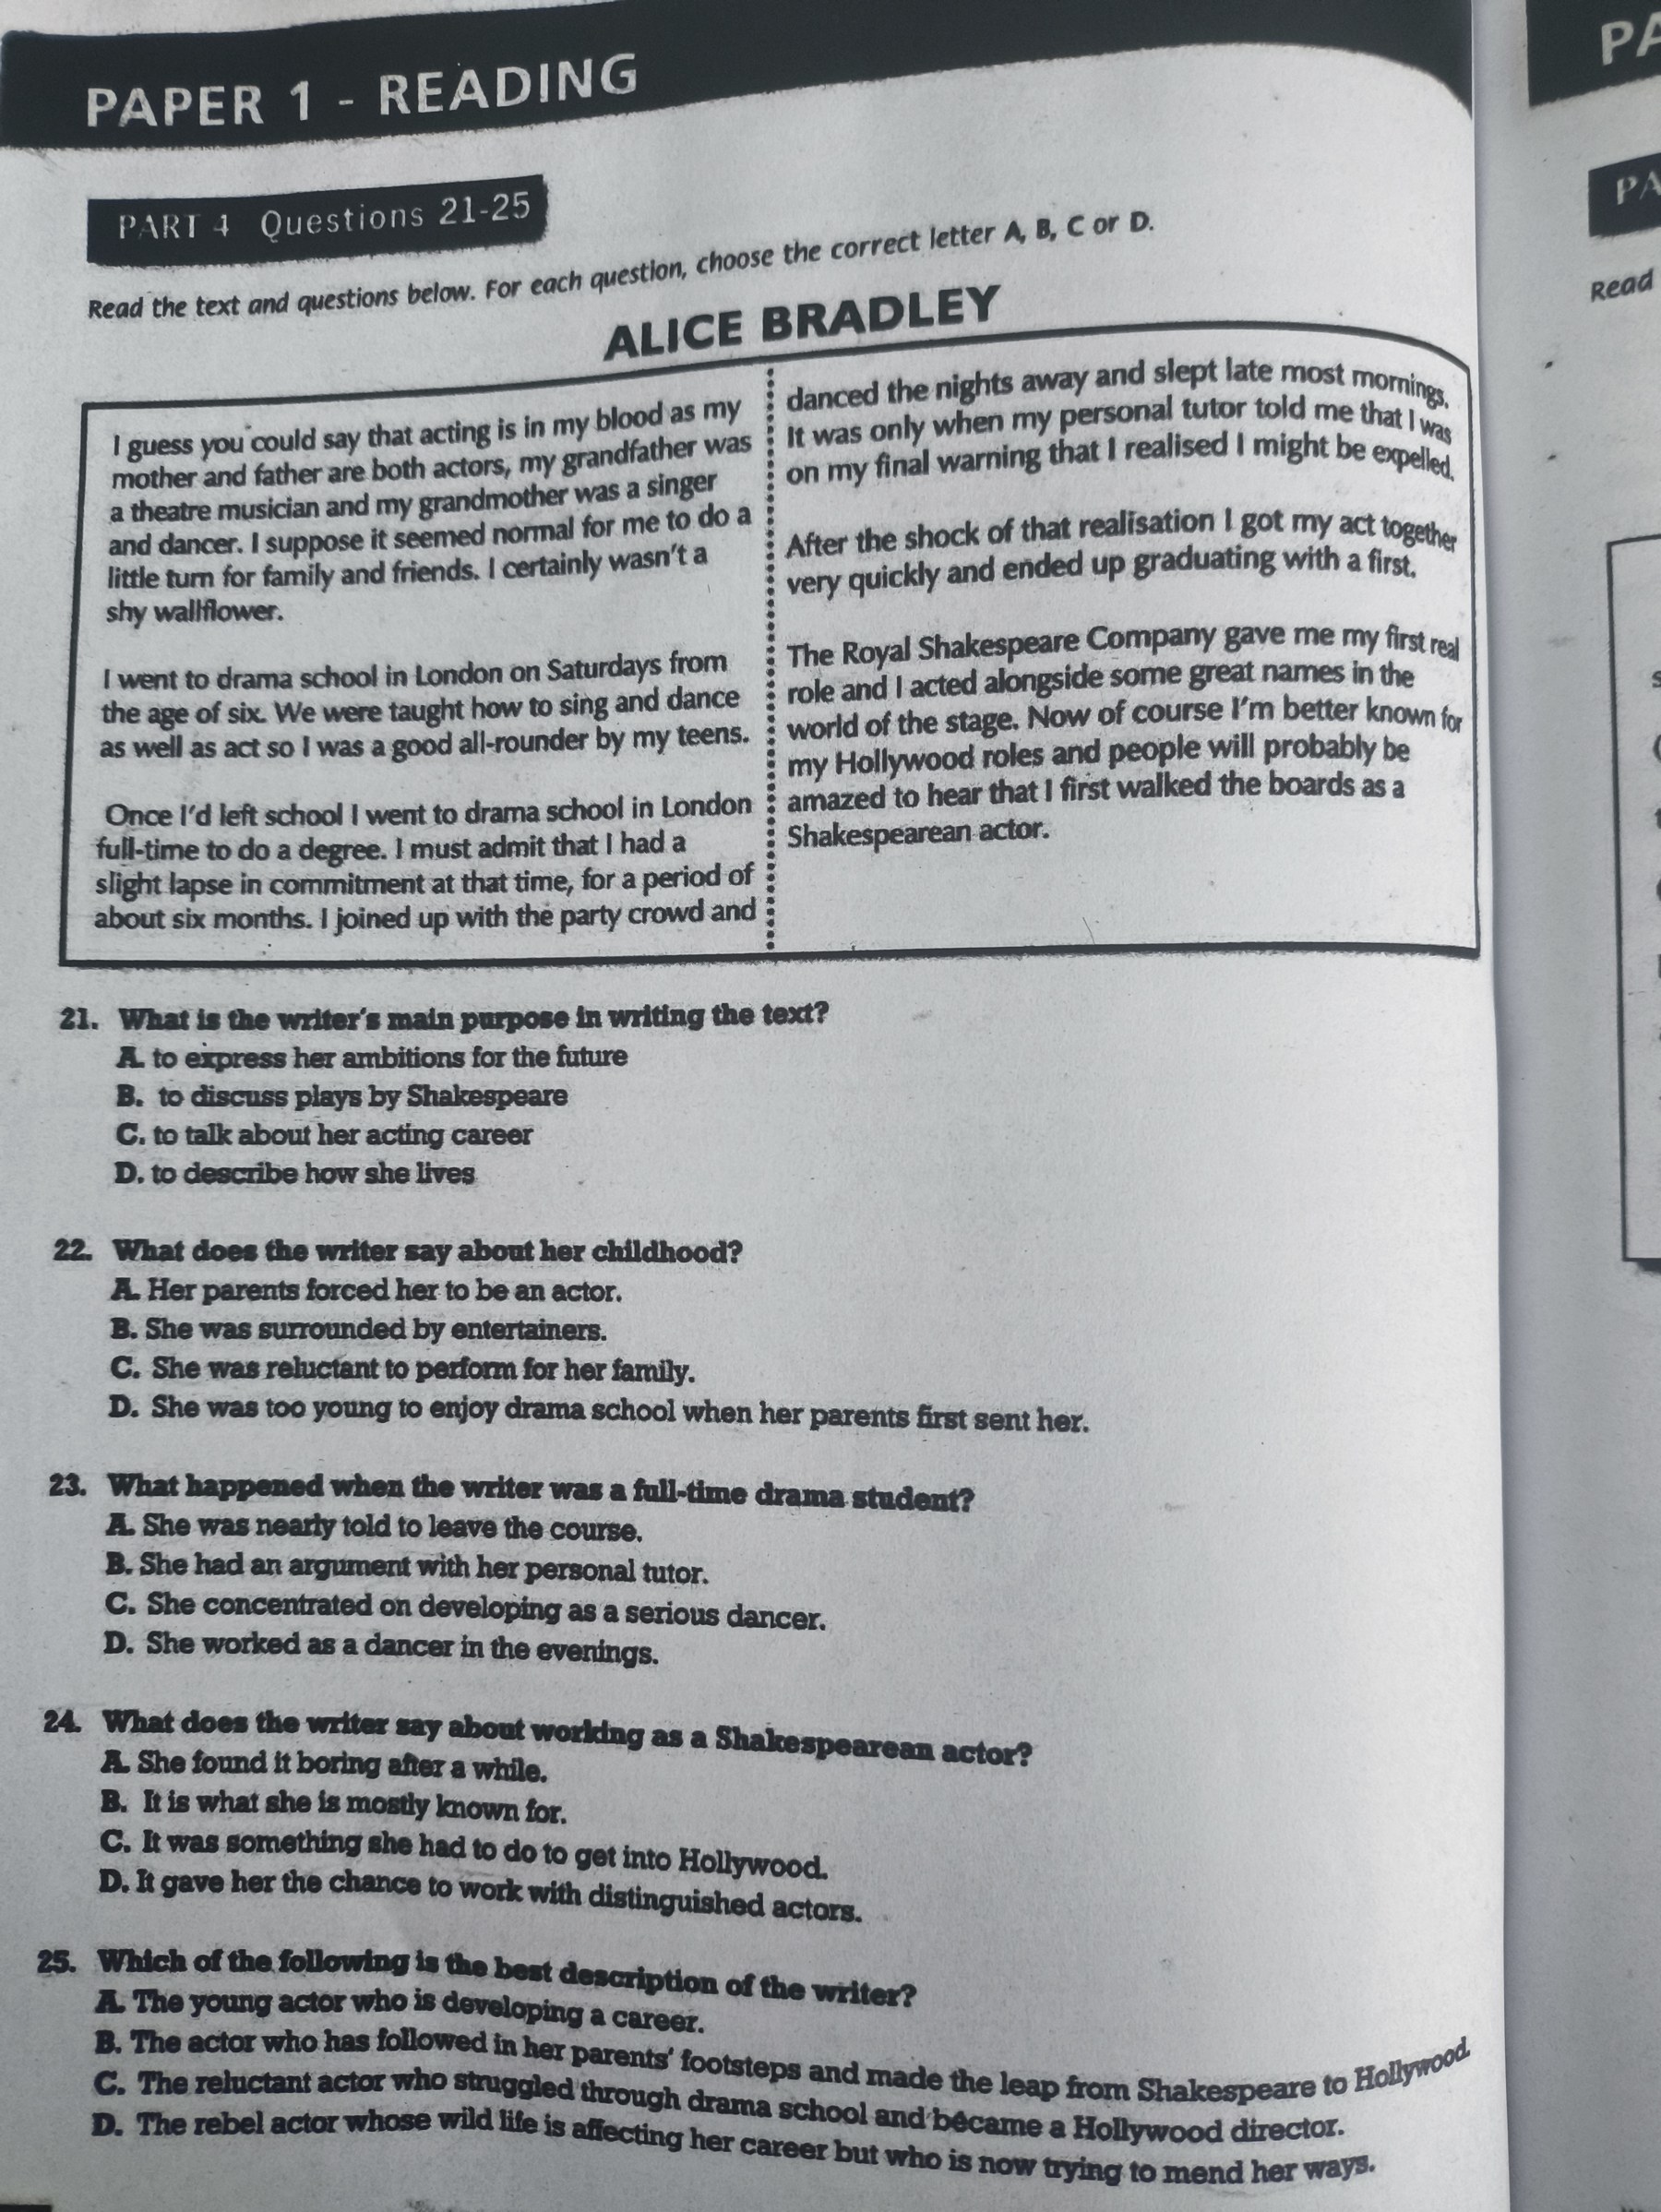 PAPER 1 - READING
PART 4 Questions 21-25
Read the text and questions below. For each question, choose the correct letter A, B, C or D.
ALICE BRADLEY
I guess you could say that acting is in my blood as my
mother and father are both actors, my grandfather was
a theatre musician and my grandmother was a singer
and dancer. I suppose it seemed normal for me to do a
little turn for family and friends. I certainly wasn't a
shy wallflower.
I went to drama school in London on Saturdays from
the age of six. We were taught how to sing and dance
as well as act so I was a good all-rounder by my teens.
Once I'd left school I went to drama school in London
full-time to do a degree. I must admit that I had a
slight lapse in commitment at that time, for a period of
about six months. I joined up with the party crowd and
danced the nights away and slept late most mornings.
It was only when my personal tutor told me that I was
on my final warning that I realised I might be expelled.
After the shock of that realisation I got my act together
very quickly and ended up graduating with a first.
The Royal Shakespeare Company gave me my first real
role and I acted alongside some great names in the
world of the stage. Now of course I'm better known for
my Hollywood roles and people will probably be
amazed to hear that I first walked the boards as a
Shakespearean actor.
21. What is the writer's main purpose in writing the text?
A. to express her ambitions for the future
B. to discuss plays by Shakespeare
C. to talk about her acting career
D. to describe how she lives
22. What does the writer say about her childhood?
A. Her parents forced her to be an actor.
B. She was surrounded by entertainers.
C. She was reluctant to perform for her family.
D. She was too young to enjoy drama school when her parents first sent her.
23. What happened when the writer was a full-time drama student?
A. She was nearly told to leave the course.
B. She had an argument with her personal tutor.
C. She concentrated on developing as a serious dancer.
D. She worked as a dancer in the evenings.
24. What does the writer say about working as a Shakespearean actor?
A. She found it boring after a while.
B. It is what she is mostly known for.
C. It was something she had to do to get into Hollywood.
D. It gave her the chance to work with distinguished actors.
25. Which of the following is the best description of the writer?
A. The young actor who is developing a career.
B. The actor who has followed in her parents' footsteps and made the leap from Shakespeare to Hollywood.
C. The reluctant actor who struggled through drama school and became a Hollywood director.
D. The rebel actor whose wild life is affecting her career but who is now trying to mend her ways.
PA
PA
Read